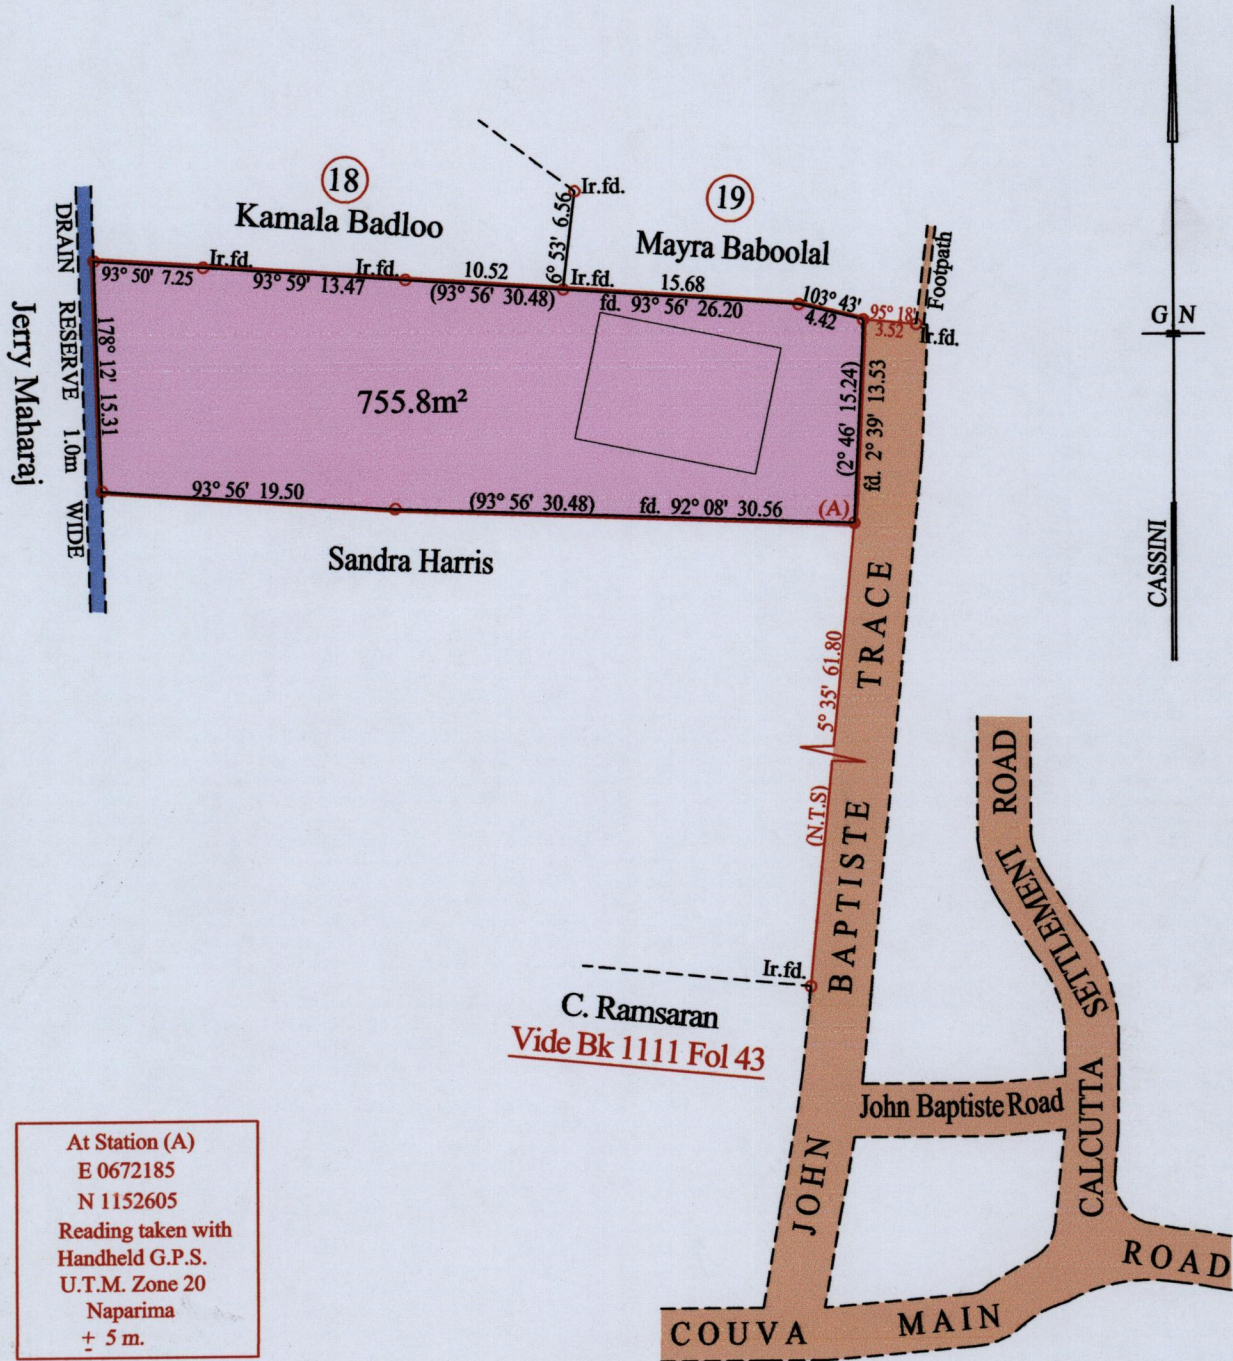 18
Kamala Badloo
19
Mayra Baboolal
Ir.fd.
6° 53' 6.56
Footpath
G N
CASSINI
DRAIN RESERVE 1.0m WIDE
Jerry Maharaj
Ir.fd.
Ir.fd.
Ir.fd.
Ir.fd.
93° 50' 7.25
93° 59' 13.47
10.52
(93° 56' 30.48)
15.68
fd. 93° 56' 26.20
103° 43'
4.42
95° 18'
3.52
178° 12' 15.31
755.8m²
(2° 46' 15.24)
fd. 2° 39' 13.53
93° 56' 19.50
(93° 56' 30.48)
fd. 92° 08' 30.56
(A)
Sandra Harris
5° 35' 61.80
(N.T.S)
JOHN BAPTISTE TRACE
Ir.fd.
C. Ramsaran
Vide Bk 1111 Fol 43
CALCUTTA SETTLEMENT ROAD
John Baptiste Road
COUVA MAIN ROAD
At Station (A)
E 0672185
N 1152605
Reading taken with
Handheld G.P.S.
U.T.M. Zone 20
Naparima
± 5 m.